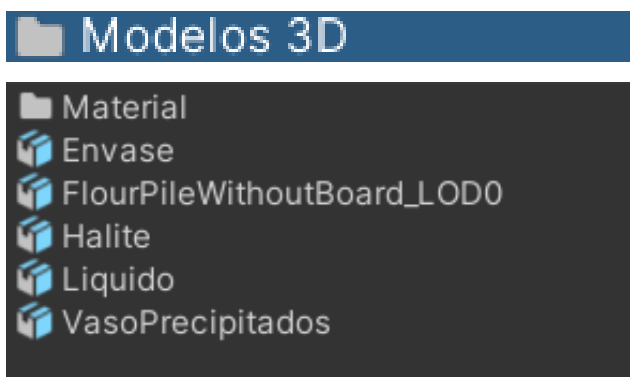 Modelos 3D
Material
Envase
FlourPileWithoutBoard_LOD0
Halite
Liquido
VasoPrecipitados